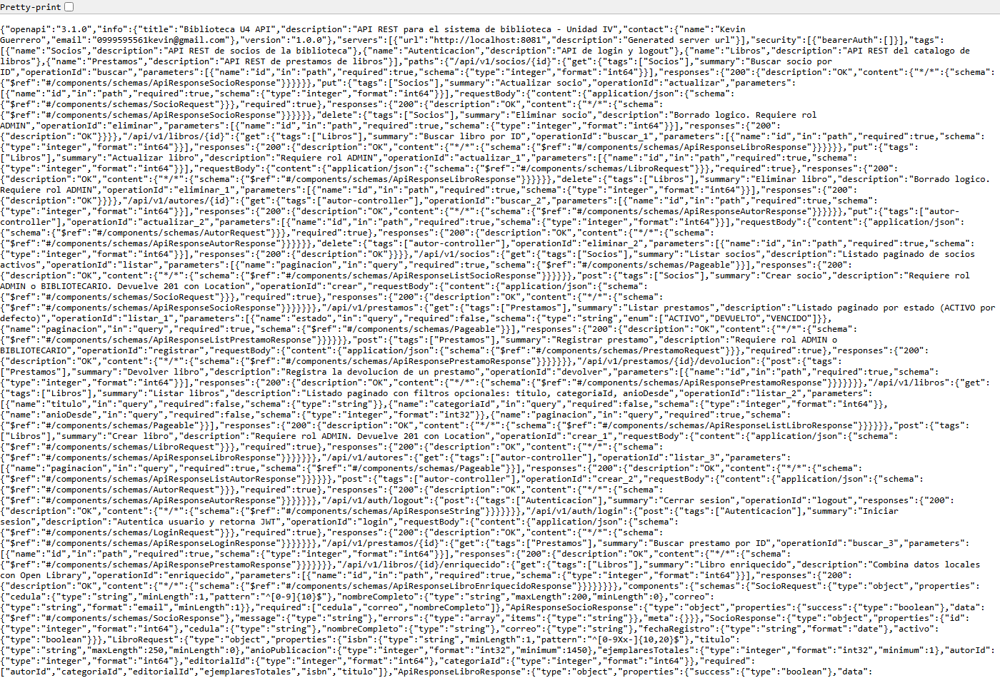 Pretty-print
{"openapi":"3.1.0","info":{"title":"Biblioteca U4 API","description":"API REST para el sistema de biblioteca - Unidad IV","contact":{"name":"Kevin
Guerrero","email":"0999595561kevin@gmail.com"},"version":"1.0.0"},"servers":[{"url":"http://localhost:8081","description":"Generated server url"}],"security":[{"bearerAuth":[]}],"tags":
[{"name":"Socios","description":"API REST de socios de la biblioteca"},{"name":"Autenticacion","description":"API de login y logout"},{"name":"Libros","description":"API REST del catalogo de
libros"},{"name":"Prestamos","description":"API REST de prestamos de libros"}],"paths":{"/api/v1/socios/{id}":{"get":{"tags":["Socios"],"summary":"Buscar socio por
ID","operationId":"buscar","parameters":[{"name":"id","in":"path","required":true,"schema":{"type":"integer","format":"int64"}}],"responses":{"200":{"description":"OK","content":{"*/*":{"schema":
{"$ref":"#/components/schemas/ApiResponseSocioResponse"}}}}}},"put":{"tags":["Socios"],"summary":"Actualizar socio","operationId":"actualizar","parameters":
[{"name":"id","in":"path","required":true,"schema":{"type":"integer","format":"int64"}}],"requestBody":{"content":{"application/json":{"schema":
{"$ref":"#/components/schemas/SocioRequest"}}},"required":true},"responses":{"200":{"description":"OK","content":{"*/*":{"schema":
{"$ref":"#/components/schemas/ApiResponseSocioResponse"}}}}}},"delete":{"tags":["Socios"],"summary":"Eliminar socio","description":"Borrado logico. Requiere rol
ADMIN","operationId":"eliminar","parameters":[{"name":"id","in":"path","required":true,"schema":{"type":"integer","format":"int64"}}],"responses":{"200":
{"description":"OK"}}}},"/api/v1/libros/{id}":{"get":{"tags":["Libros"],"summary":"Buscar libro por ID","operationId":"buscar_1","parameters":[{"name":"id","in":"path","required":true,"schema":
{"type":"integer","format":"int64"}}],"responses":{"200":{"description":"OK","content":{"*/*":{"schema":{"$ref":"#/components/schemas/ApiResponseLibroResponse"}}}}}},"put":{"tags":
["Libros"],"summary":"Actualizar libro","description":"Requiere rol ADMIN","operationId":"actualizar_1","parameters":[{"name":"id","in":"path","required":true,"schema":
{"type":"integer","format":"int64"}}],"requestBody":{"content":{"application/json":{"schema":{"$ref":"#/components/schemas/LibroRequest"}}},"required":true},"responses":{"200":
{"description":"OK","content":{"*/*":{"schema":{"$ref":"#/components/schemas/ApiResponseLibroResponse"}}}}}},"delete":{"tags":["Libros"],"summary":"Eliminar libro","description":"Borrado logico.
Requiere rol ADMIN","operationId":"eliminar_1","parameters":[{"name":"id","in":"path","required":true,"schema":{"type":"integer","format":"int64"}}],"responses":{"200":
{"description":"OK"}}}},"/api/v1/autores/{id}":{"get":{"tags":["autor-controller"],"operationId":"buscar_2","parameters":[{"name":"id","in":"path","required":true,"schema":
{"type":"integer","format":"int64"}}],"responses":{"200":{"description":"OK","content":{"*/*":{"schema":{"$ref":"#/components/schemas/ApiResponseAutorResponse"}}}}}},"put":{"tags":["autor-
controller"],"operationId":"actualizar_2","parameters":[{"name":"id","in":"path","required":true,"schema":{"type":"integer","format":"int64"}}],"requestBody":{"content":{"application/json":
{"schema":{"$ref":"#/components/schemas/AutorRequest"}}},"required":true},"responses":{"200":{"description":"OK","content":{"*/*":{"schema":
{"$ref":"#/components/schemas/ApiResponseAutorResponse"}}}}}},"delete":{"tags":["autor-controller"],"operationId":"eliminar_2","parameters":[{"name":"id","in":"path","required":true,"schema":
{"type":"integer","format":"int64"}}],"responses":{"200":{"description":"OK"}}}},"/api/v1/socios":{"get":{"tags":["Socios"],"summary":"Listar socios","description":"Listado paginado de socios
activos","operationId":"listar","parameters":[{"name":"paginacion","in":"query","required":true,"schema":{"$ref":"#/components/schemas/Pageable"}}],"responses":{"200":
{"description":"OK","content":{"*/*":{"schema":{"$ref":"#/components/schemas/ApiResponseListSocioResponse"}}}}}},"post":{"tags":["Socios"],"summary":"Crear socio","description":"Requiere rol
ADMIN o BIBLIOTECARIO. Devuelve 201 con Location","operationId":"crear","requestBody":{"content":{"application/json":{"schema":
{"$ref":"#/components/schemas/SocioRequest"}}},"required":true},"responses":{"200":{"description":"OK","content":{"*/*":{"schema":
{"$ref":"#/components/schemas/ApiResponseSocioResponse"}}}}}}},"/api/v1/prestamos":{"get":{"tags":["Prestamos"],"summary":"Listar prestamos","description":"Listado paginado por estado (ACTIVO por
defecto)","operationId":"listar_1","parameters":[{"name":"estado","in":"query","required":false,"schema":{"type":"string","enum":["ACTIVO","DEVUELTO","VENCIDO"]}},
{"name":"paginacion","in":"query","required":true,"schema":{"$ref":"#/components/schemas/Pageable"}}],"responses":{"200":{"description":"OK","content":{"*/*":{"schema":
{"$ref":"#/components/schemas/ApiResponseListPrestamoResponse"}}}}}},"post":{"tags":["Prestamos"],"summary":"Registrar prestamo","description":"Requiere rol ADMIN o
BIBLIOTECARIO","operationId":"registrar","requestBody":{"content":{"application/json":{"schema":{"$ref":"#/components/schemas/PrestamoRequest"}}},"required":true},"responses":{"200":
{"description":"OK","content":{"*/*":{"schema":{"$ref":"#/components/schemas/ApiResponsePrestamoResponse"}}}}}}},"/api/v1/prestamos/{id}/devolucion":{"post":{"tags":
["Prestamos"],"summary":"Devolver libro","description":"Registra la devolucion de un prestamo","operationId":"devolver","parameters":[{"name":"id","in":"path","required":true,"schema":
{"type":"integer","format":"int64"}}],"responses":{"200":{"description":"OK","content":{"*/*":{"schema":{"$ref":"#/components/schemas/ApiResponsePrestamoResponse"}}}}}}},"/api/v1/libros":{"get":
{"tags":["Libros"],"summary":"Listar libros","description":"Listado paginado con filtros opcionales: titulo, categoriaId, anioDesde","operationId":"listar_2","parameters":
[{"name":"titulo","in":"query","required":false,"schema":{"type":"string"}},{"name":"categoriaId","in":"query","required":false,"schema":{"type":"integer","format":"int64"}},
{"name":"anioDesde","in":"query","required":false,"schema":{"type":"integer","format":"int32"}},{"name":"paginacion","in":"query","required":true,"schema":
{"$ref":"#/components/schemas/Pageable"}}],"responses":{"200":{"description":"OK","content":{"*/*":{"schema":{"$ref":"#/components/schemas/ApiResponseListLibroResponse"}}}}}},"post":{"tags":
["Libros"],"summary":"Crear libro","description":"Requiere rol ADMIN. Devuelve 201 con Location","operationId":"crear_1","requestBody":{"content":{"application/json":{"schema":
{"$ref":"#/components/schemas/LibroRequest"}}},"required":true},"responses":{"200":{"description":"OK","content":{"*/*":{"schema":
{"$ref":"#/components/schemas/ApiResponseLibroResponse"}}}}}}},"/api/v1/autores":{"get":{"tags":["autor-controller"],"operationId":"listar_3","parameters":
[{"name":"paginacion","in":"query","required":true,"schema":{"$ref":"#/components/schemas/Pageable"}}],"responses":{"200":{"description":"OK","content":{"*/*":{"schema":
{"$ref":"#/components/schemas/ApiResponseListAutorResponse"}}}}}},"post":{"tags":["autor-controller"],"operationId":"crear_2","requestBody":{"content":{"application/json":{"schema":
{"$ref":"#/components/schemas/AutorRequest"}}},"required":true},"responses":{"200":{"description":"OK","content":{"*/*":{"schema":
{"$ref":"#/components/schemas/ApiResponseAutorResponse"}}}}}}},"/api/v1/auth/logout":{"post":{"tags":["Autenticacion"],"summary":"Cerrar sesion","operationId":"logout","responses":{"200":
{"description":"OK","content":{"*/*":{"schema":{"$ref":"#/components/schemas/ApiResponseString"}}}}}}},"/api/v1/auth/login":{"post":{"tags":["Autenticacion"],"summary":"Iniciar
sesion","description":"Autentica usuario y retorna JWT","operationId":"login","requestBody":{"content":{"application/json":{"schema":
{"$ref":"#/components/schemas/LoginRequest"}}},"required":true},"responses":{"200":{"description":"OK","content":{"*/*":{"schema":
{"$ref":"#/components/schemas/ApiResponseLoginResponse"}}}}}}},"/api/v1/prestamos/{id}":{"get":{"tags":["Prestamos"],"summary":"Buscar prestamo por ID","operationId":"buscar_3","parameters":
[{"name":"id","in":"path","required":true,"schema":{"type":"integer","format":"int64"}}],"responses":{"200":{"description":"OK","content":{"*/*":{"schema":
{"$ref":"#/components/schemas/ApiResponsePrestamoResponse"}}}}}}},"/api/v1/libros/{id}/enriquecido":{"get":{"tags":["Libros"],"summary":"Libro enriquecido","description":"Combina datos locales
con Open Library","operationId":"enriquecido","parameters":[{"name":"id","in":"path","required":true,"schema":{"type":"integer","format":"int64"}}],"responses":{"200":
{"description":"OK","content":{"*/*":{"schema":{"$ref":"#/components/schemas/ApiResponseLibroEnriquecidoResponse"}}}}}}}},"components":{"schemas":{"SocioRequest":{"type":"object","properties":
{"cedula":{"type":"string","minLength":1,"pattern":"^[0-9]{10}$"},"nombreCompleto":{"type":"string","maxLength":200,"minLength":0},"correo":
{"type":"string","format":"email","minLength":1}},"required":["cedula","correo","nombreCompleto"]},"ApiResponseSocioResponse":{"type":"object","properties":{"success":{"type":"boolean"},"data":
{"$ref":"#/components/schemas/SocioResponse"},"message":{"type":"string"},"errors":{"type":"array","items":{"type":"string"}},"meta":{}}},"SocioResponse":{"type":"object","properties":{"id":
{"type":"integer","format":"int64"},"cedula":{"type":"string"},"nombreCompleto":{"type":"string"},"correo":{"type":"string"},"fechaRegistro":{"type":"string","format":"date"},"activo":
{"type":"boolean"}}},"LibroRequest":{"type":"object","properties":{"isbn":{"type":"string","minLength":1,"pattern":"^[0-9Xx-]{10,20}$"},"titulo":
{"type":"string","maxLength":250,"minLength":0},"anioPublicacion":{"type":"integer","format":"int32","minimum":1450},"ejemplaresTotales":{"type":"integer","format":"int32","minimum":1},"autorId":
{"type":"integer","format":"int64"},"editorialId":{"type":"integer","format":"int64"},"categoriaId":{"type":"integer","format":"int64"}},"required":
["autorId","categoriaId","editorialId","ejemplaresTotales","isbn","titulo"]},"ApiResponseLibroResponse":{"type":"object","properties":{"success":{"type":"boolean"},"data":